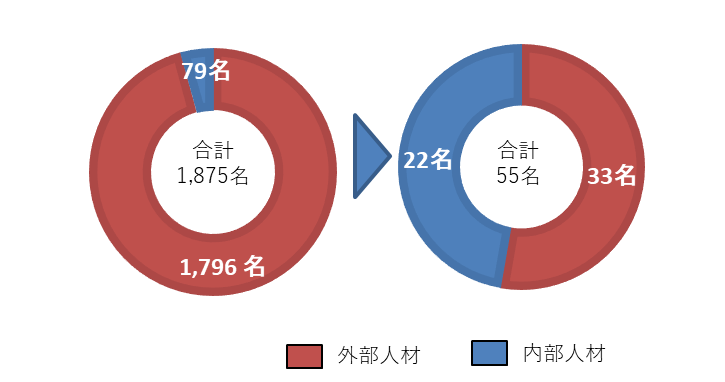 79名
合計
1,875名
1,796 名
22名
合計
55名
33名
外部人材
内部人材